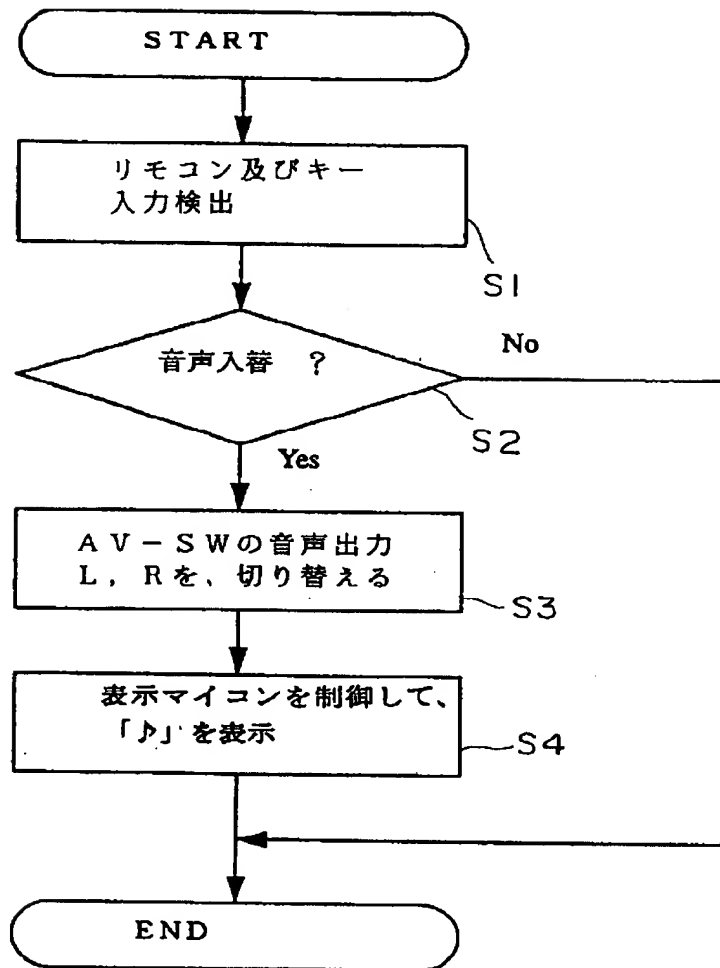 START
リモコン及びキー
入力検出
S1
音声入替 ?
No
S2
Yes
AV-SWの音声出力
L,Rを、切り替える
S3
表示マイコンを制御して、
「♪」を表示
S4
END